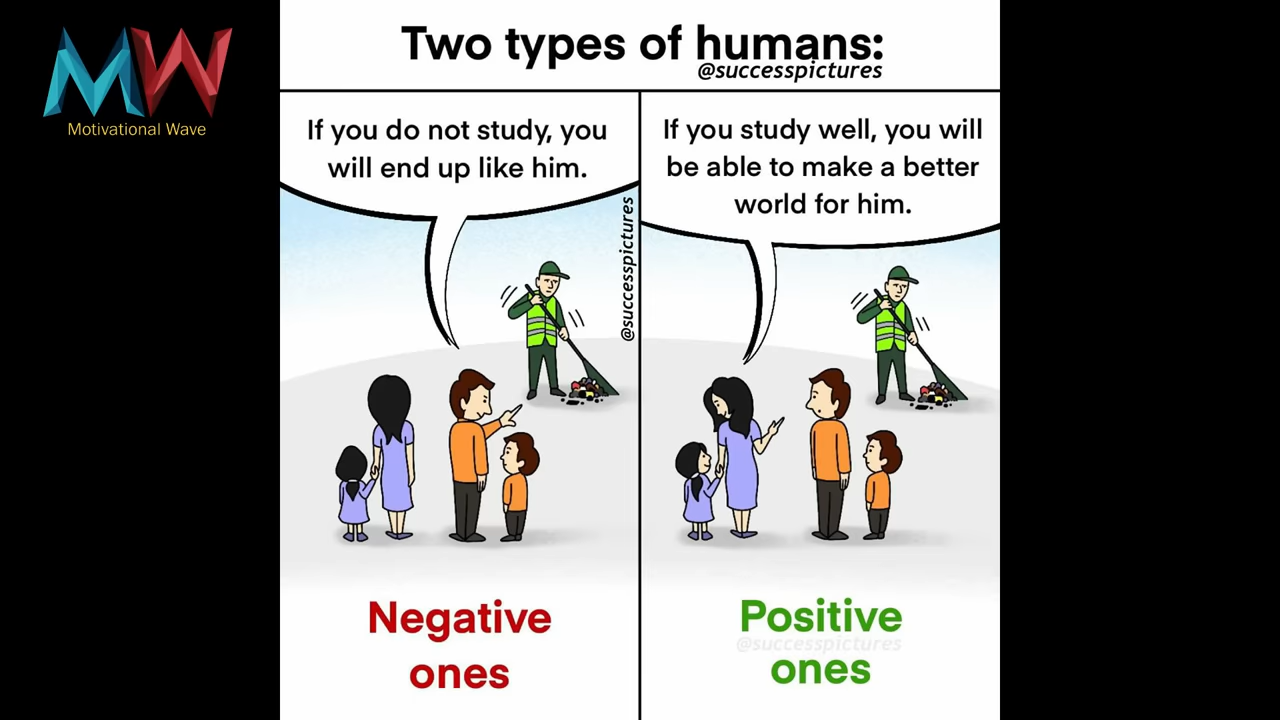 MW
Motivational Wave
Two types of humans:
@successpictures
If you do not study, you
will end up like him.
@successpictures
If you study well, you will
be able to make a better
world for him.
Negative
ones
Positive
@successpictures
ones